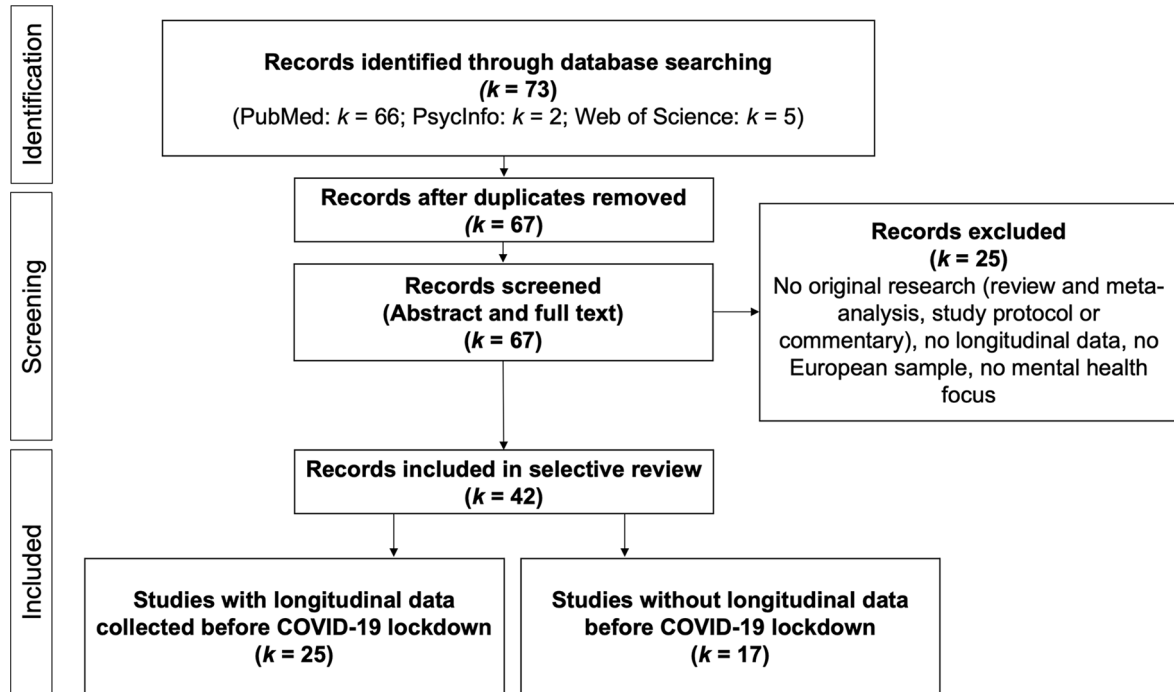 Identification
Records identified through database searching
(k = 73)
(PubMed: k = 66; PsycInfo: k = 2; Web of Science: k = 5)
Screening
Records after duplicates removed
(k = 67)
Records screened
(Abstract and full text)
(k = 67)
Records excluded
(k = 25)
No original research (review and meta-
analysis, study protocol or
commentary), no longitudinal data, no
European sample, no mental health
focus
Included
Records included in selective review
(k = 42)
Studies with longitudinal data
collected before COVID-19 lockdown
(k = 25)
Studies without longitudinal data
before COVID-19 lockdown
(k = 17)